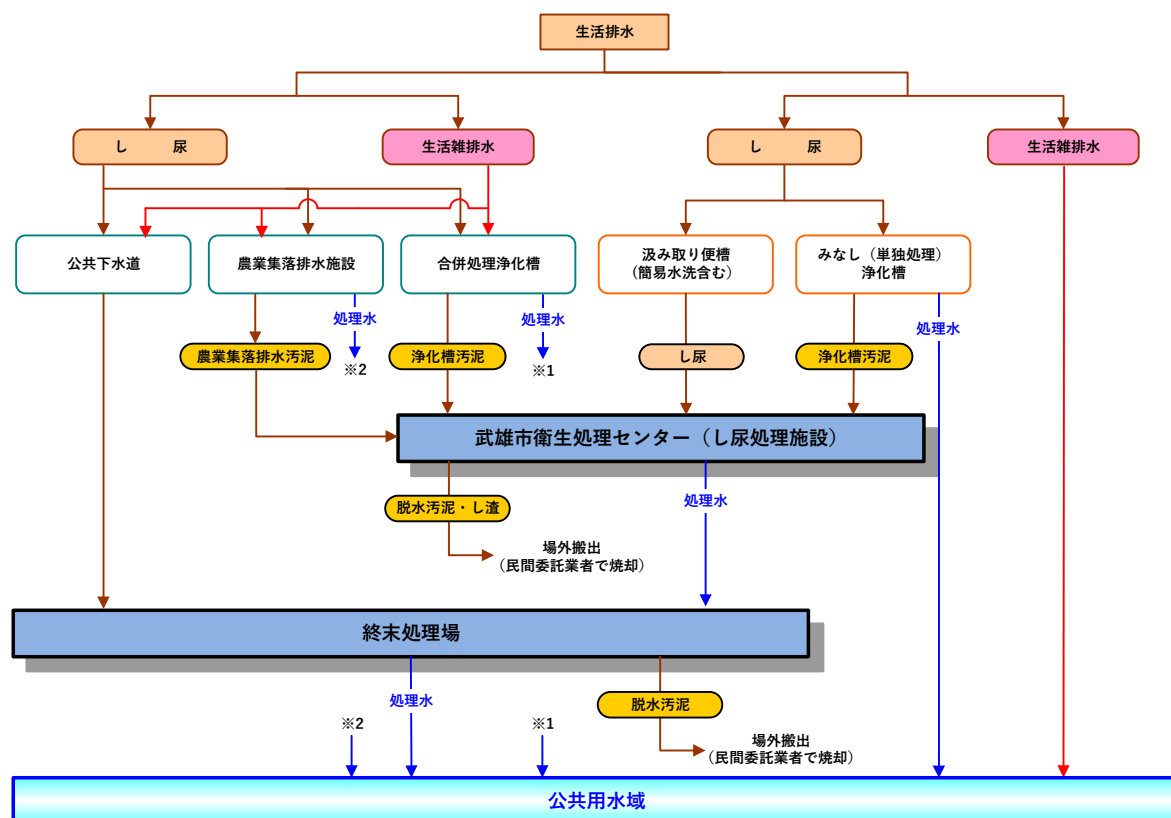 生活排水
し　　　尿
生活雑排水
し　　　尿
生活雑排水
公共下水道
農業集落排水施設
合併処理浄化槽
汲み取り便槽
(簡易水洗含む)
みなし（単独処理）
浄化槽
処理水
処理水
処理水
農業集落排水汚泥
※2
浄化槽汚泥
※1
し尿
浄化槽汚泥
武雄市衛生処理センター（し尿処理施設）
脱水汚泥・し渣
処理水
場外搬出
（民間委託業者で焼却）
終末処理場
処理水
脱水汚泥
※2
※1
場外搬出
（民間委託業者で焼却）
公共用水域